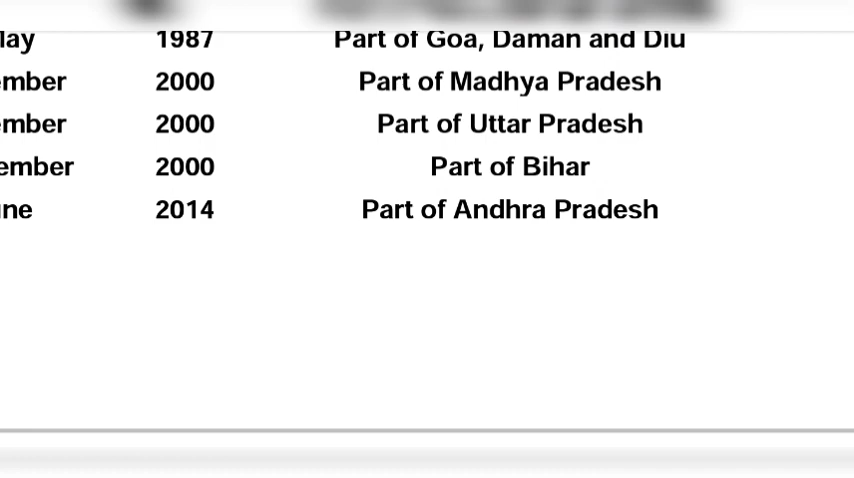 lay 1987 Part of Goa, Daman and Diu
ember 2000 Part of Madhya Pradesh
ember 2000 Part of Uttar Pradesh
ember 2000 Part of Bihar
une 2014 Part of Andhra Pradesh